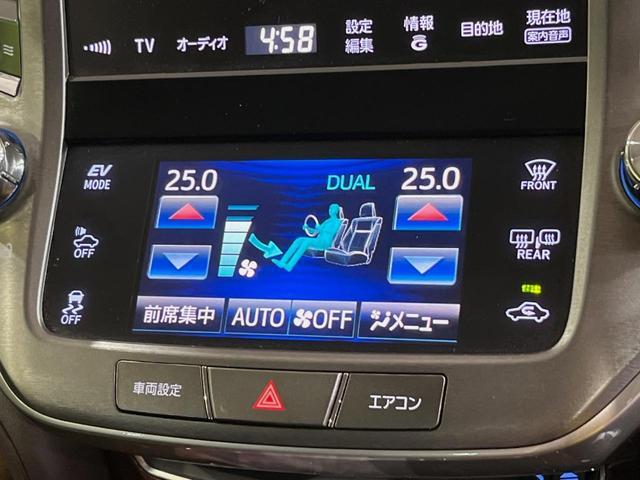 TV オーディオ 4:58 設定編集 情報G 目的地 現在地 案内音声
EV MODE
25.0 DUAL 25.0
FRONT
OFF
REAR
OFF
前席集中 AUTO OFF メニュー
車両設定 エアコン